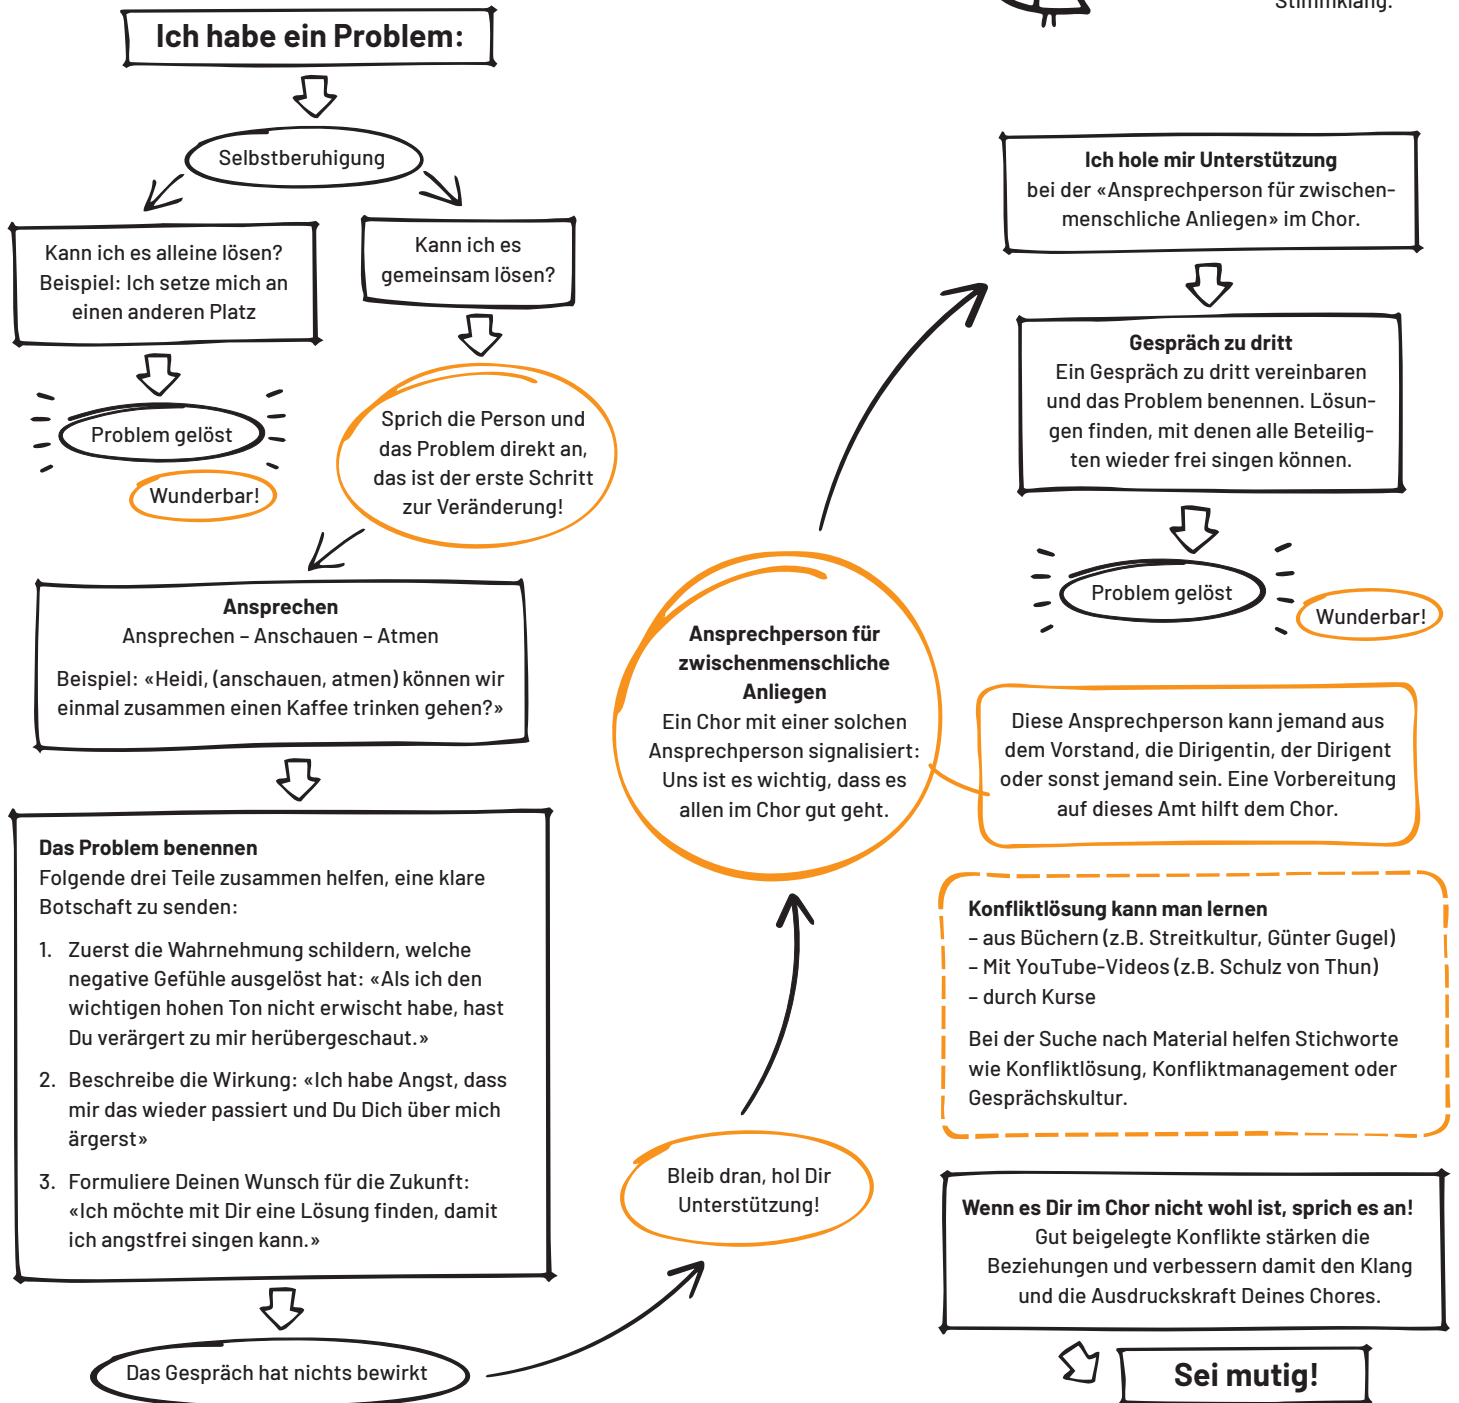 Stimmklang.
Ich habe ein Problem:
Selbstberuhigung
Kann ich es alleine lösen?
Beispiel: Ich setze mich an
einen anderen Platz
Kann ich es
gemeinsam lösen?
Problem gelöst
Wunderbar!
Sprich die Person und
das Problem direkt an,
das ist der erste Schritt
zur Veränderung!
Ansprechen
Ansprechen – Anschauen – Atmen
Beispiel: «Heidi, (anschauen, atmen) können wir
einmal zusammen einen Kaffee trinken gehen?»
Das Problem benennen
Folgende drei Teile zusammen helfen, eine klare
Botschaft zu senden:
1. Zuerst die Wahrnehmung schildern, welche
negative Gefühle ausgelöst hat: «Als ich den
wichtigen hohen Ton nicht erwischt habe, hast
Du verärgert zu mir herübergeschaut.»
2. Beschreibe die Wirkung: «Ich habe Angst, dass
mir das wieder passiert und Du Dich über mich
ärgerst»
3. Formuliere Deinen Wunsch für die Zukunft:
«Ich möchte mit Dir eine Lösung finden, damit
ich angstfrei singen kann.»
Das Gespräch hat nichts bewirkt
Bleib dran, hol Dir
Unterstützung!
Ansprechperson für
zwischenmenschliche
Anliegen
Ein Chor mit einer solchen
Ansprechperson signalisiert:
Uns ist es wichtig, dass es
allen im Chor gut geht.
Ich hole mir Unterstützung
bei der «Ansprechperson für zwischen-
menschliche Anliegen» im Chor.
Gespräch zu dritt
Ein Gespräch zu dritt vereinbaren
und das Problem benennen. Lösun-
gen finden, mit denen alle Beteilig-
ten wieder frei singen können.
Problem gelöst
Wunderbar!
Diese Ansprechperson kann jemand aus
dem Vorstand, die Dirigentin, der Dirigent
oder sonst jemand sein. Eine Vorbereitung
auf dieses Amt hilft dem Chor.
Konfliktlösung kann man lernen
– aus Büchern (z.B. Streitkultur, Günter Gugel)
– Mit YouTube-Videos (z.B. Schulz von Thun)
– durch Kurse
Bei der Suche nach Material helfen Stichworte
wie Konfliktlösung, Konfliktmanagement oder
Gesprächskultur.
Wenn es Dir im Chor nicht wohl ist, sprich es an!
Gut beigelegte Konflikte stärken die
Beziehungen und verbessern damit den Klang
und die Ausdruckskraft Deines Chores.
Sei mutig!